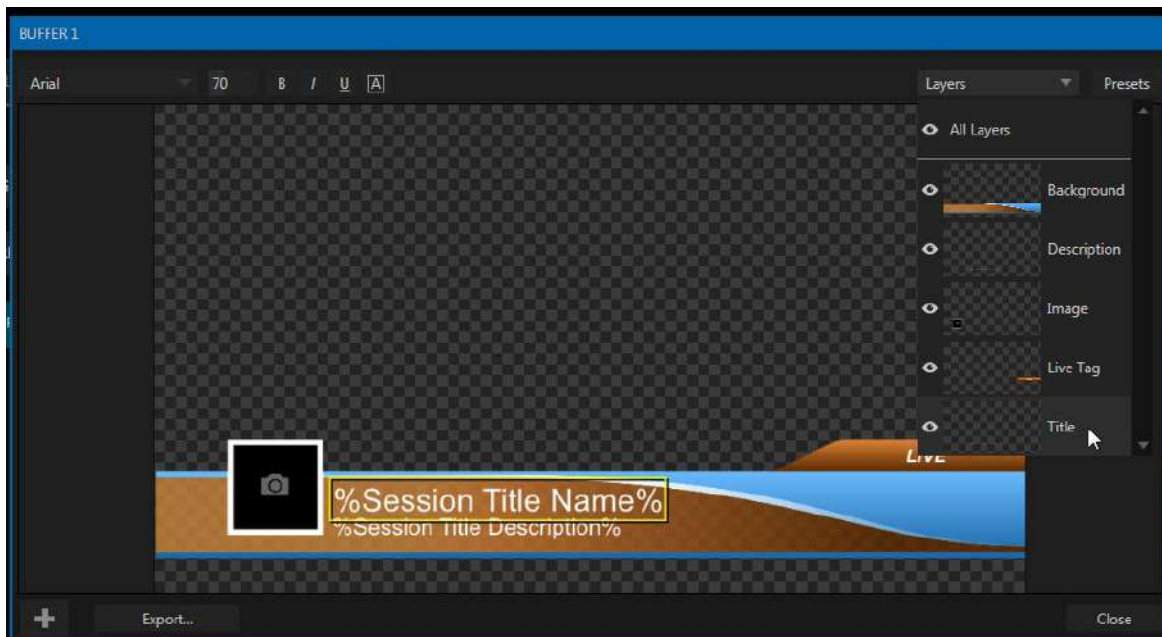 BUFFER 1
Arial 70 B I U A Layers Presets
All Layers
Background
Description
Image
Live Tag
Title
LIVE
%Session Title Name%
%Session Title Description%
Export... Close